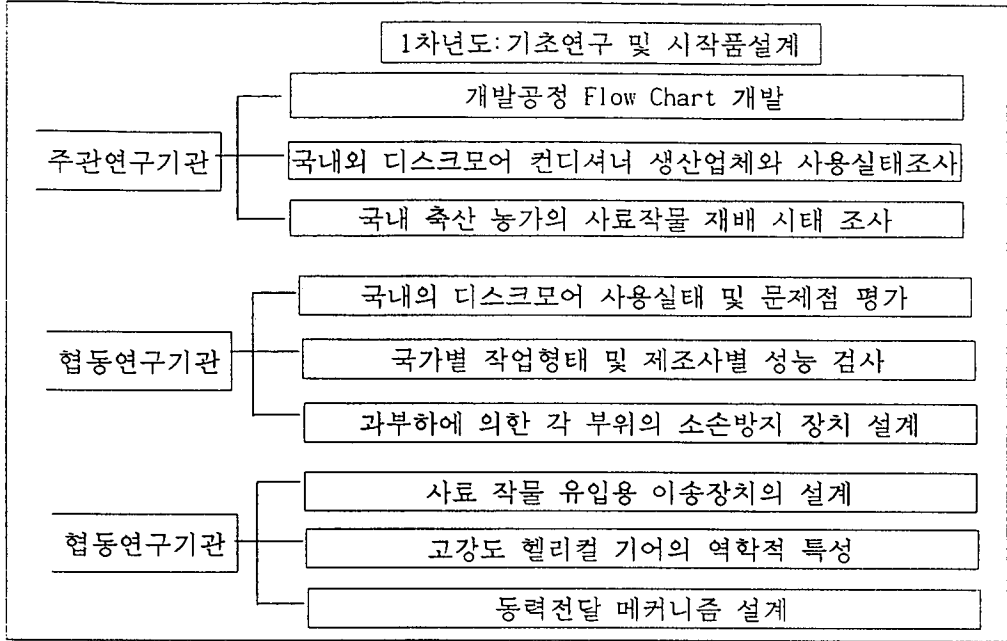 1차년도:기초연구 및 시작품설계
개발공정 Flow Chart 개발
주관연구기관
국내외 디스크모어 컨디셔너 생산업체와 사용실태조사
국내 축산 농가의 사료작물 재배 시태 조사
국내의 디스크모어 사용실태 및 문제점 평가
협동연구기관
국가별 작업형태 및 제조사별 성능 검사
과부하에 의한 각 부위의 소손방지 장치 설계
사료 작물 유입용 이송장치의 설계
협동연구기관
고강도 헬리컬 기어의 역학적 특성
동력전달 메커니즘 설계